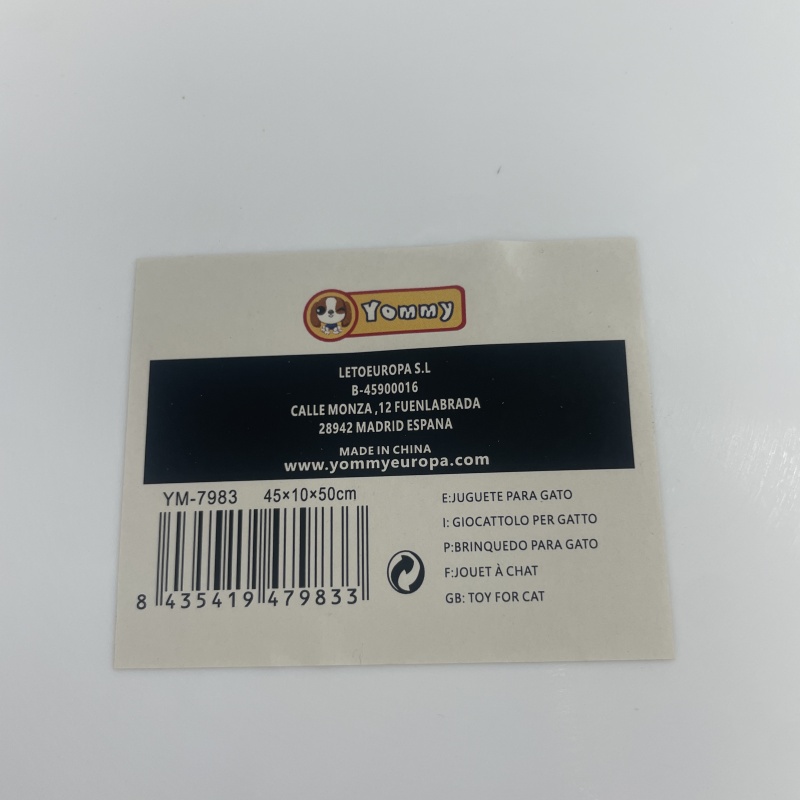 Yommy
LETOEUROPA S.L
B-45900016
CALLE MONZA ,12 FUENLABRADA
28942 MADRID ESPANA
MADE IN CHINA
www.yommyeuropa.com
YM-7983 45×10×50cm
8 435419 479833
E:JUGUETE PARA GATO
I: GIOCATTOLO PER GATTO
P:BRINQUEDO PARA GATO
F:JOUET À CHAT
GB: TOY FOR CAT